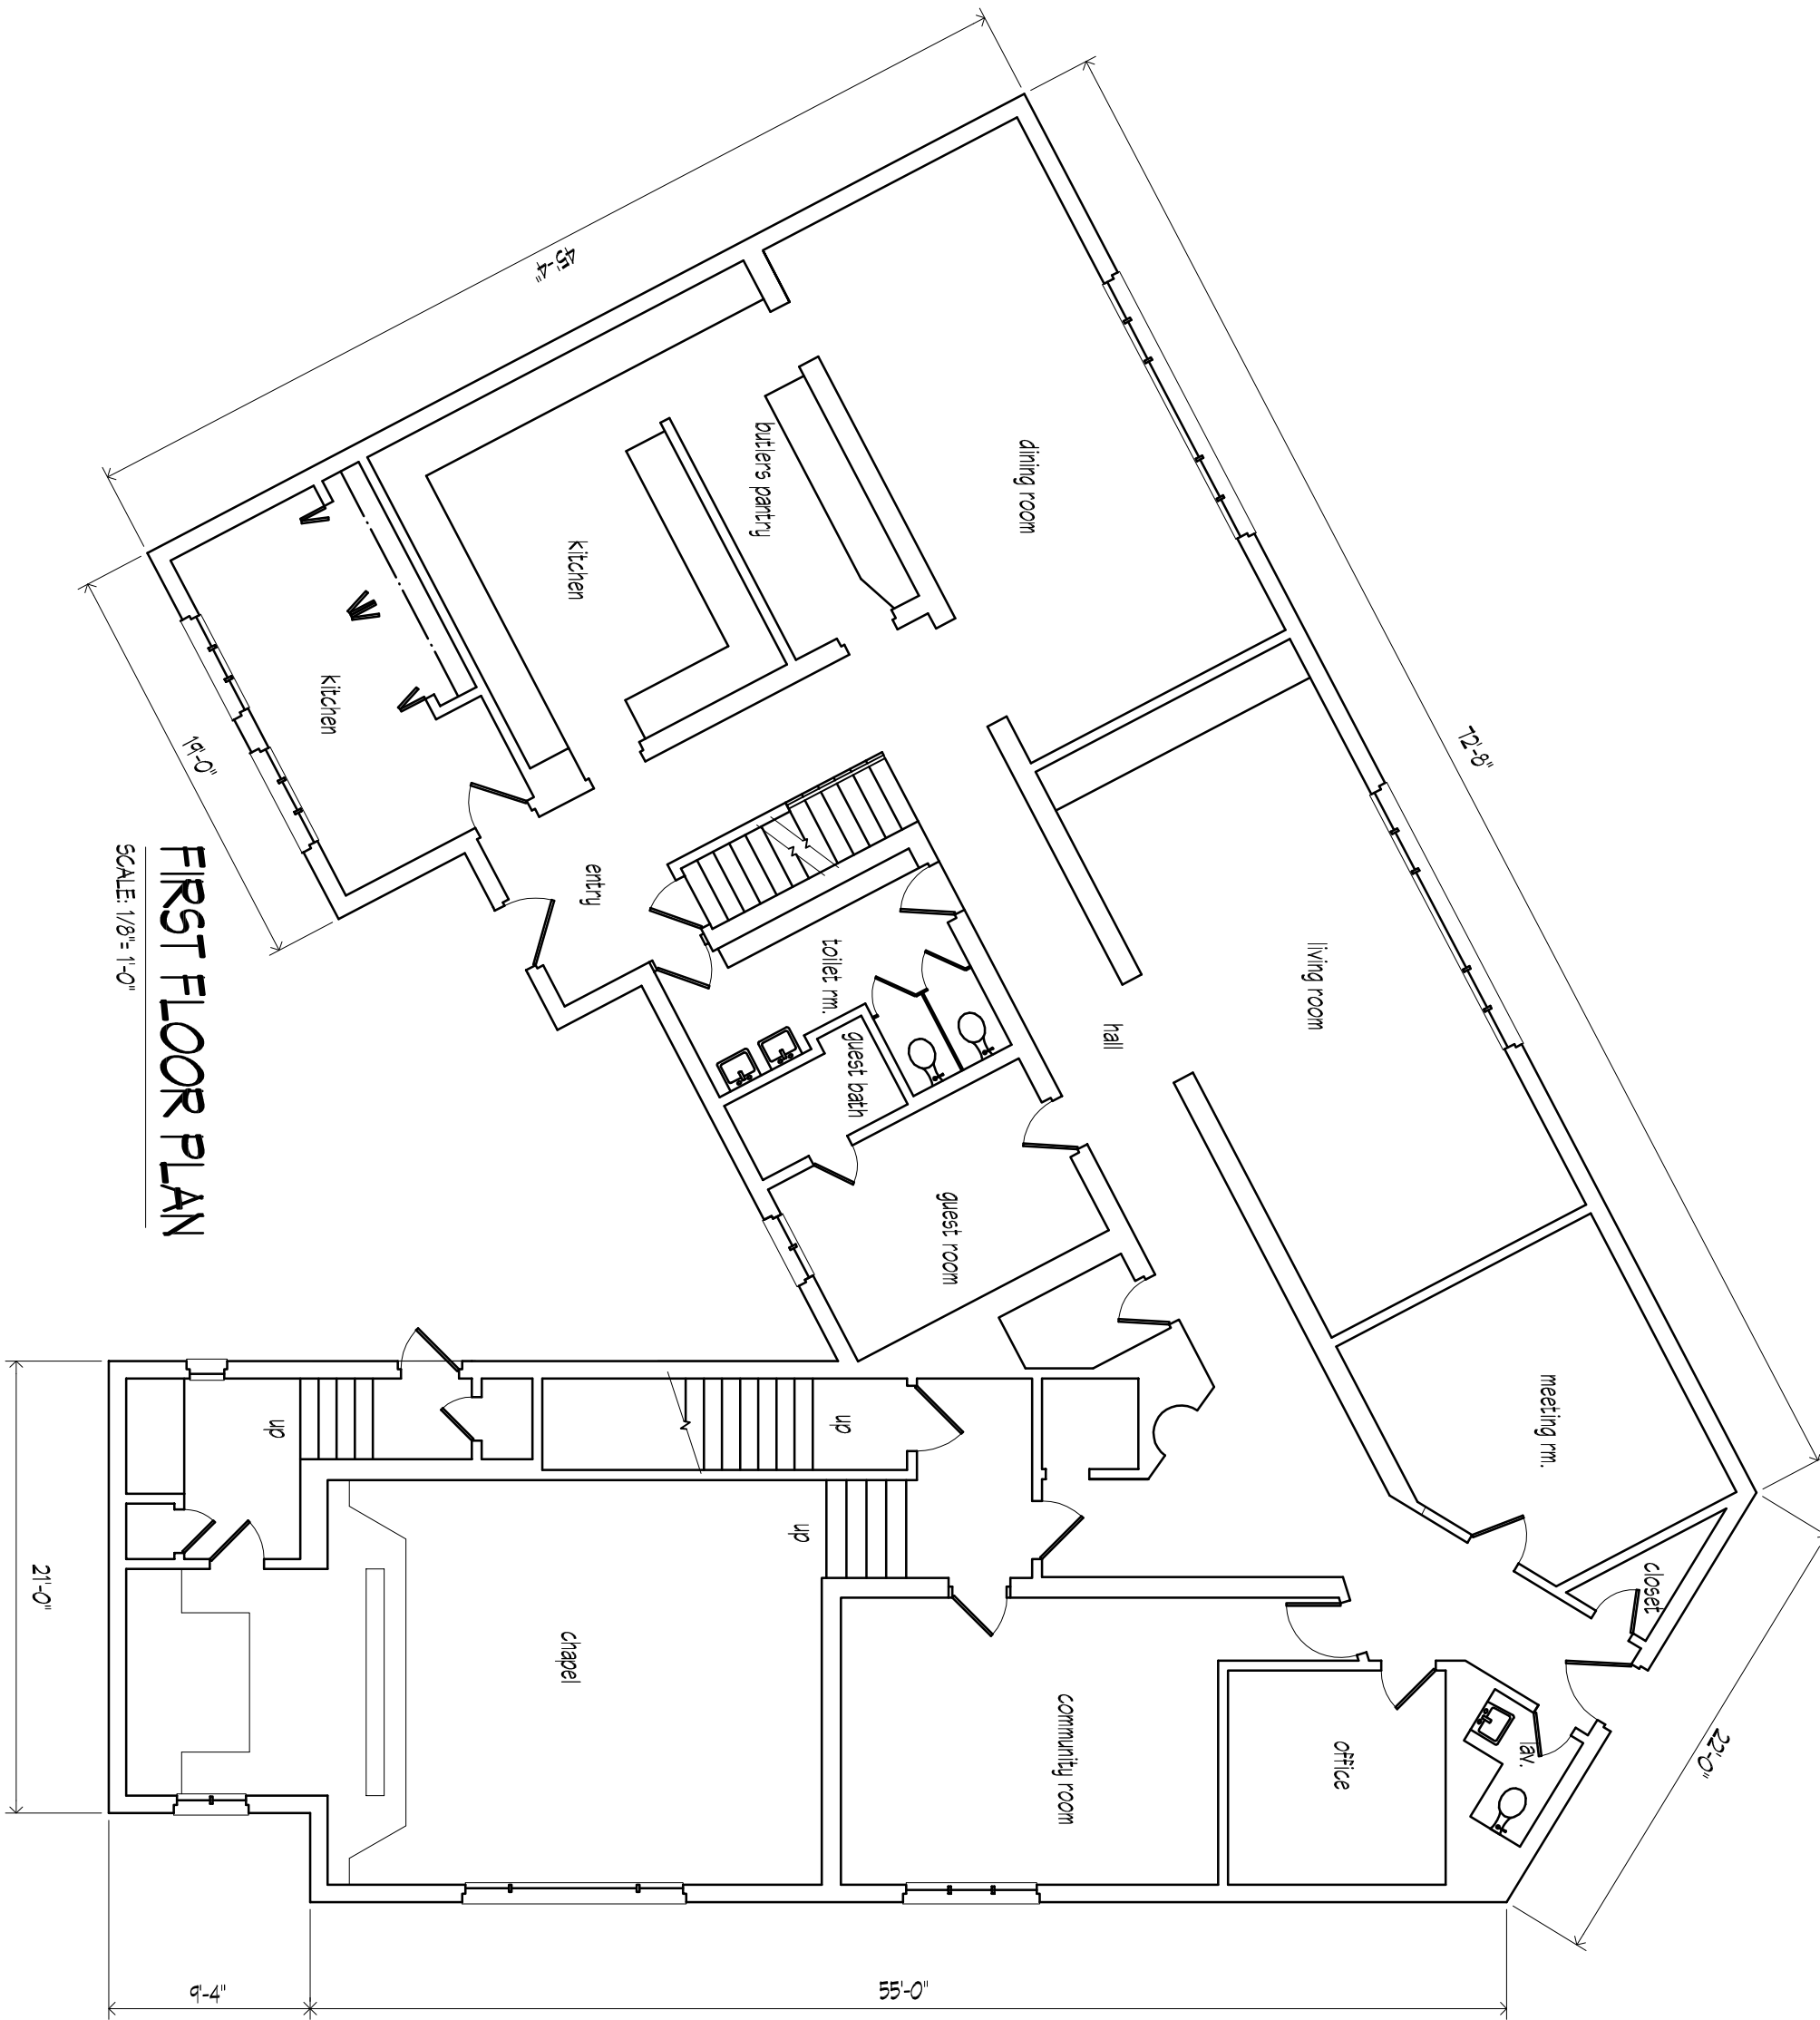 45'-4"
72'-8"
dining room
butlers pantry
kitchen
kitchen
19'-0"
entry
living room
hall
toilet rm.
guest bath
guest room
meeting rm.
closet
lav.
22'-0"
office
community room
chapel
up
up
up
21'-0"
9'-4"
55'-0"
FIRST FLOOR PLAN
SCALE: 1/8"= 1'-0"